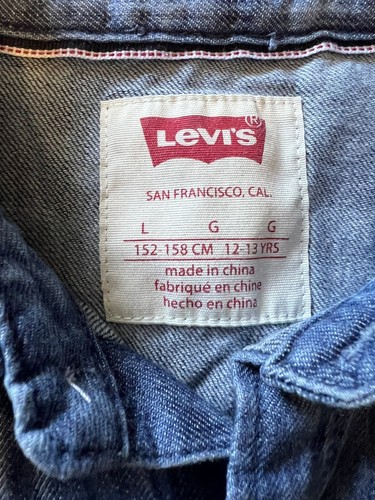 Levi's®
SAN FRANCISCO, CAL.
L G G
152-158 CM 12-13 YRS
made in china
fabriqué en chine
hecho en china